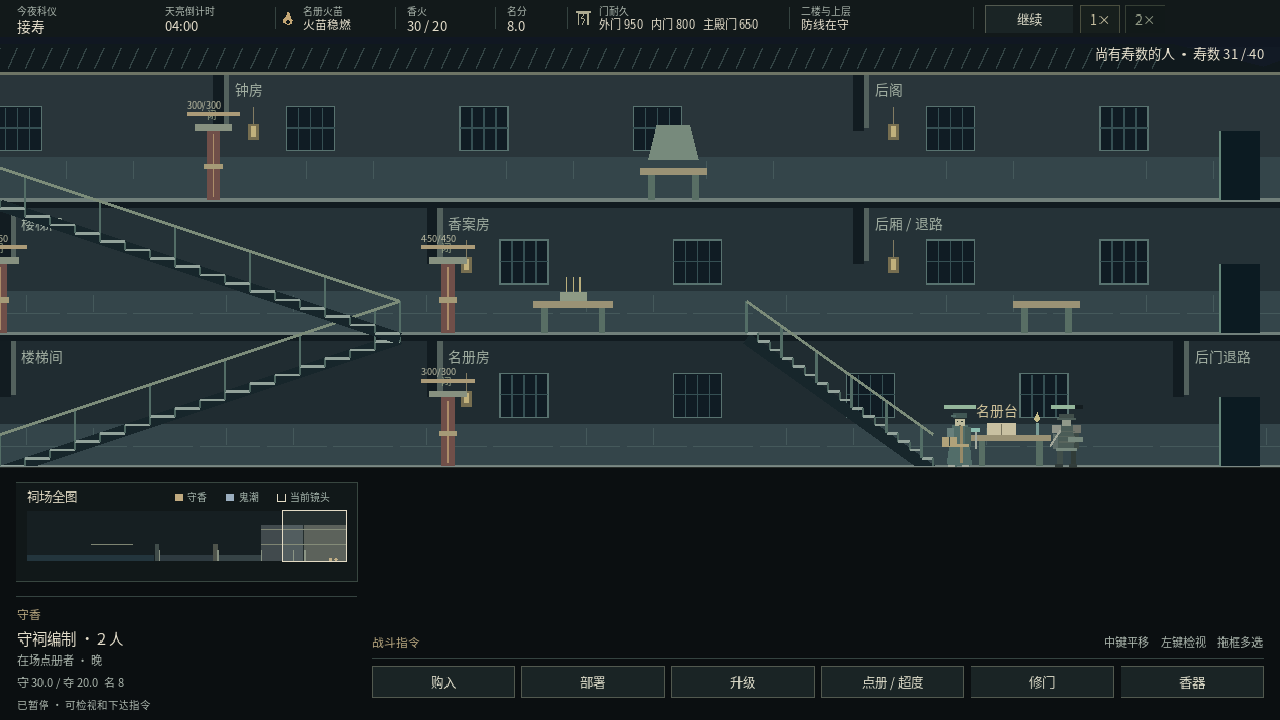 今夜科仪
接寿
天亮倒计时
04:00
名册火苗
火苗稳燃
香火
30 / 20
名分
8.0
门耐久
外门 950 内门 800 主殿门 650
二楼与上层
防线在守
继续
1×
2×
尚有寿数的人 · 寿数 31 / 40
钟房
300/300
后阁
香案房
450/450
后厢 / 退路
楼梯间
名册房
300/300
后门退路
名册台
祠场全图
守香
鬼潮
当前镜头
守香
守祠编制 · 2 人
在场点册者 · 晚
守 30.0 / 夺 20.0 名 8
已暂停 · 可检视和下达指令
战斗指令
中键平移 左键检视 拖框多选
购入
部署
升级
点册 / 超度
修门
香器